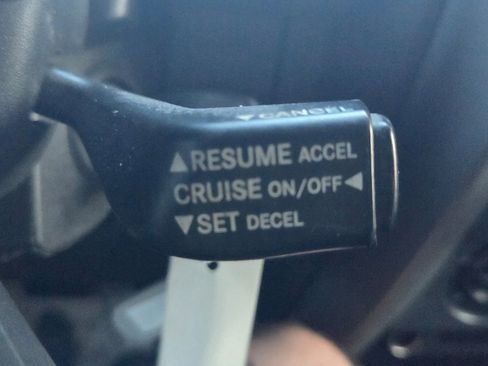 ▼CANCEL
▲RESUME ACCEL
CRUISE ON/OFF◀
▼SET DECEL